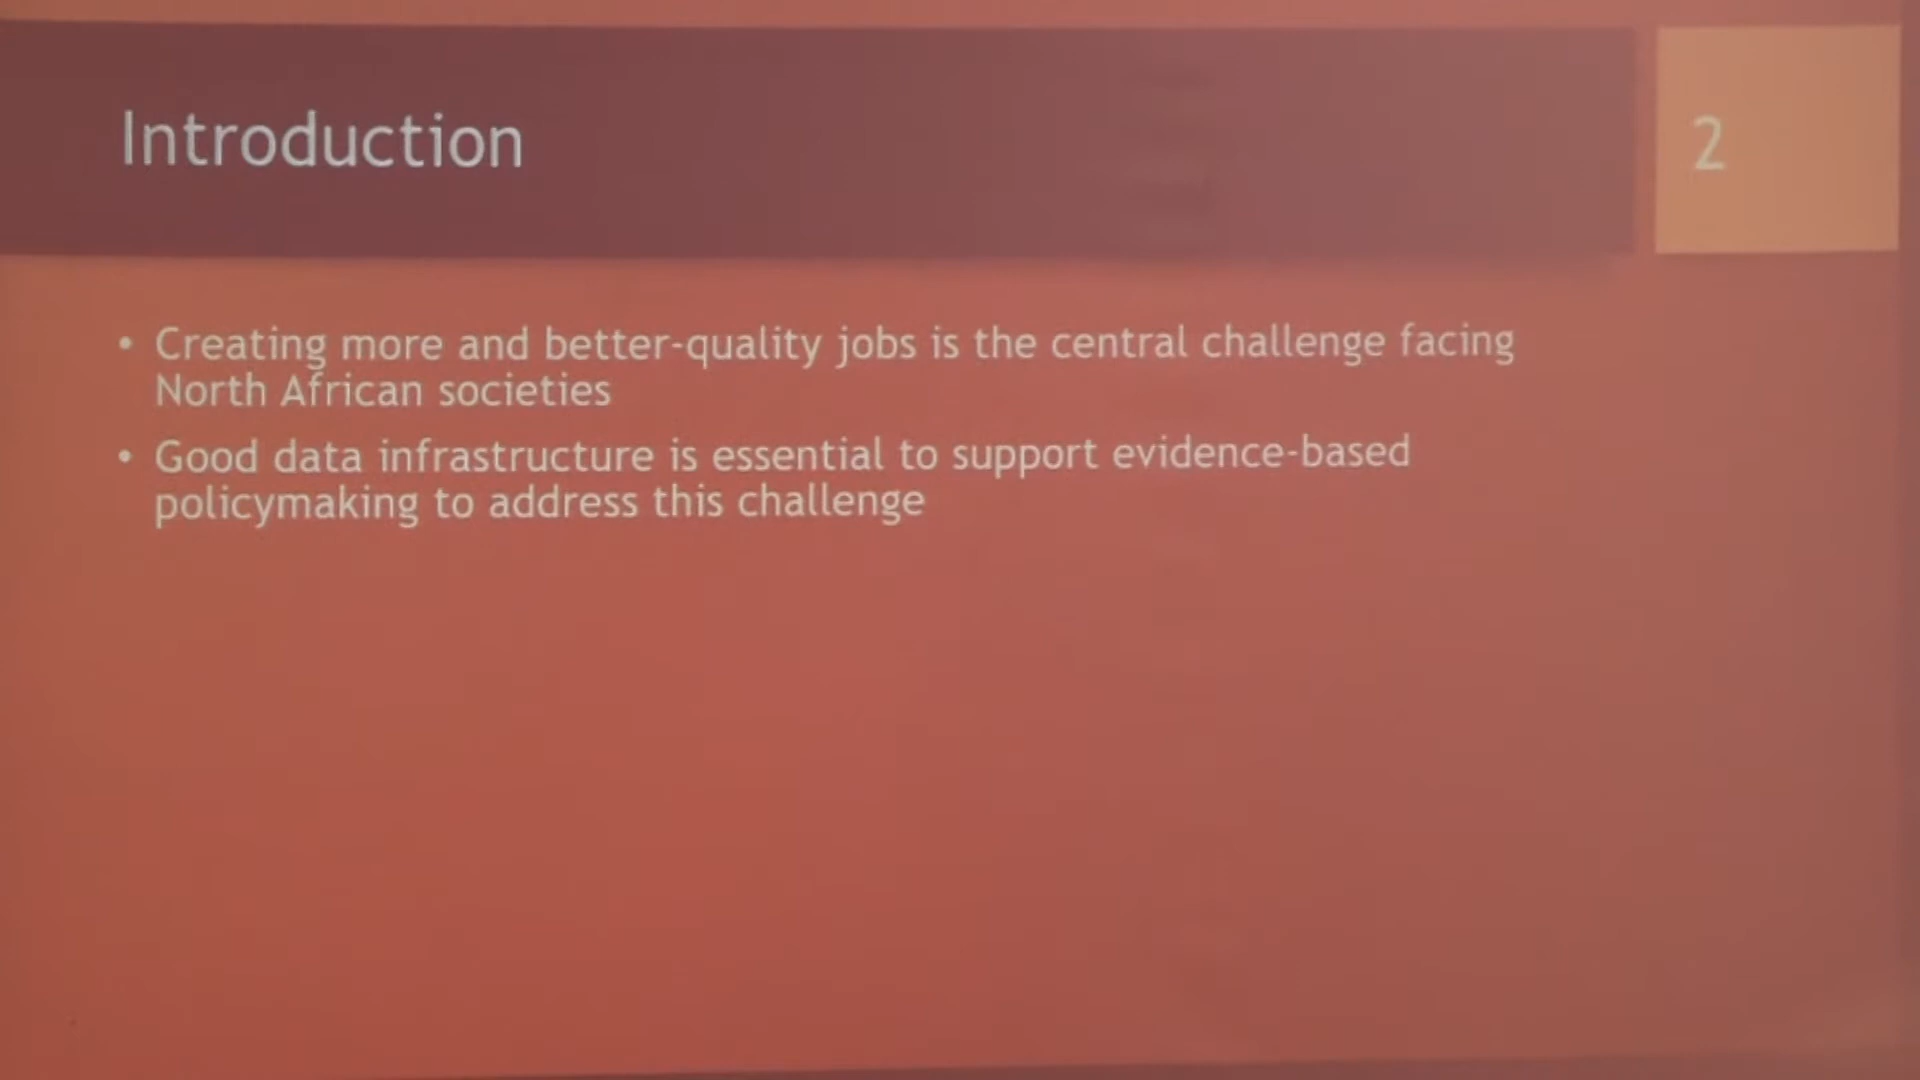 Introduction
2
• Creating more and better-quality jobs is the central challenge facing
North African societies
• Good data infrastructure is essential to support evidence-based
policymaking to address this challenge